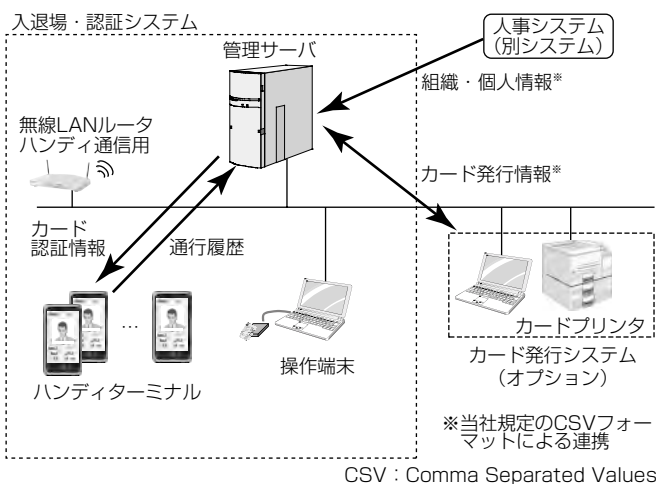 入退場・認証システム
管理サーバ
人事システム
(別システム)
組織・個人情報※
無線LANルータ
ハンディ通信用
カード発行情報※
カード
認証情報
通行履歴
…
ハンディターミナル
操作端末
カードプリンタ
カード発行システム
(オプション)
※当社規定のCSVフォー
マットによる連携
CSV：Comma Separated Values